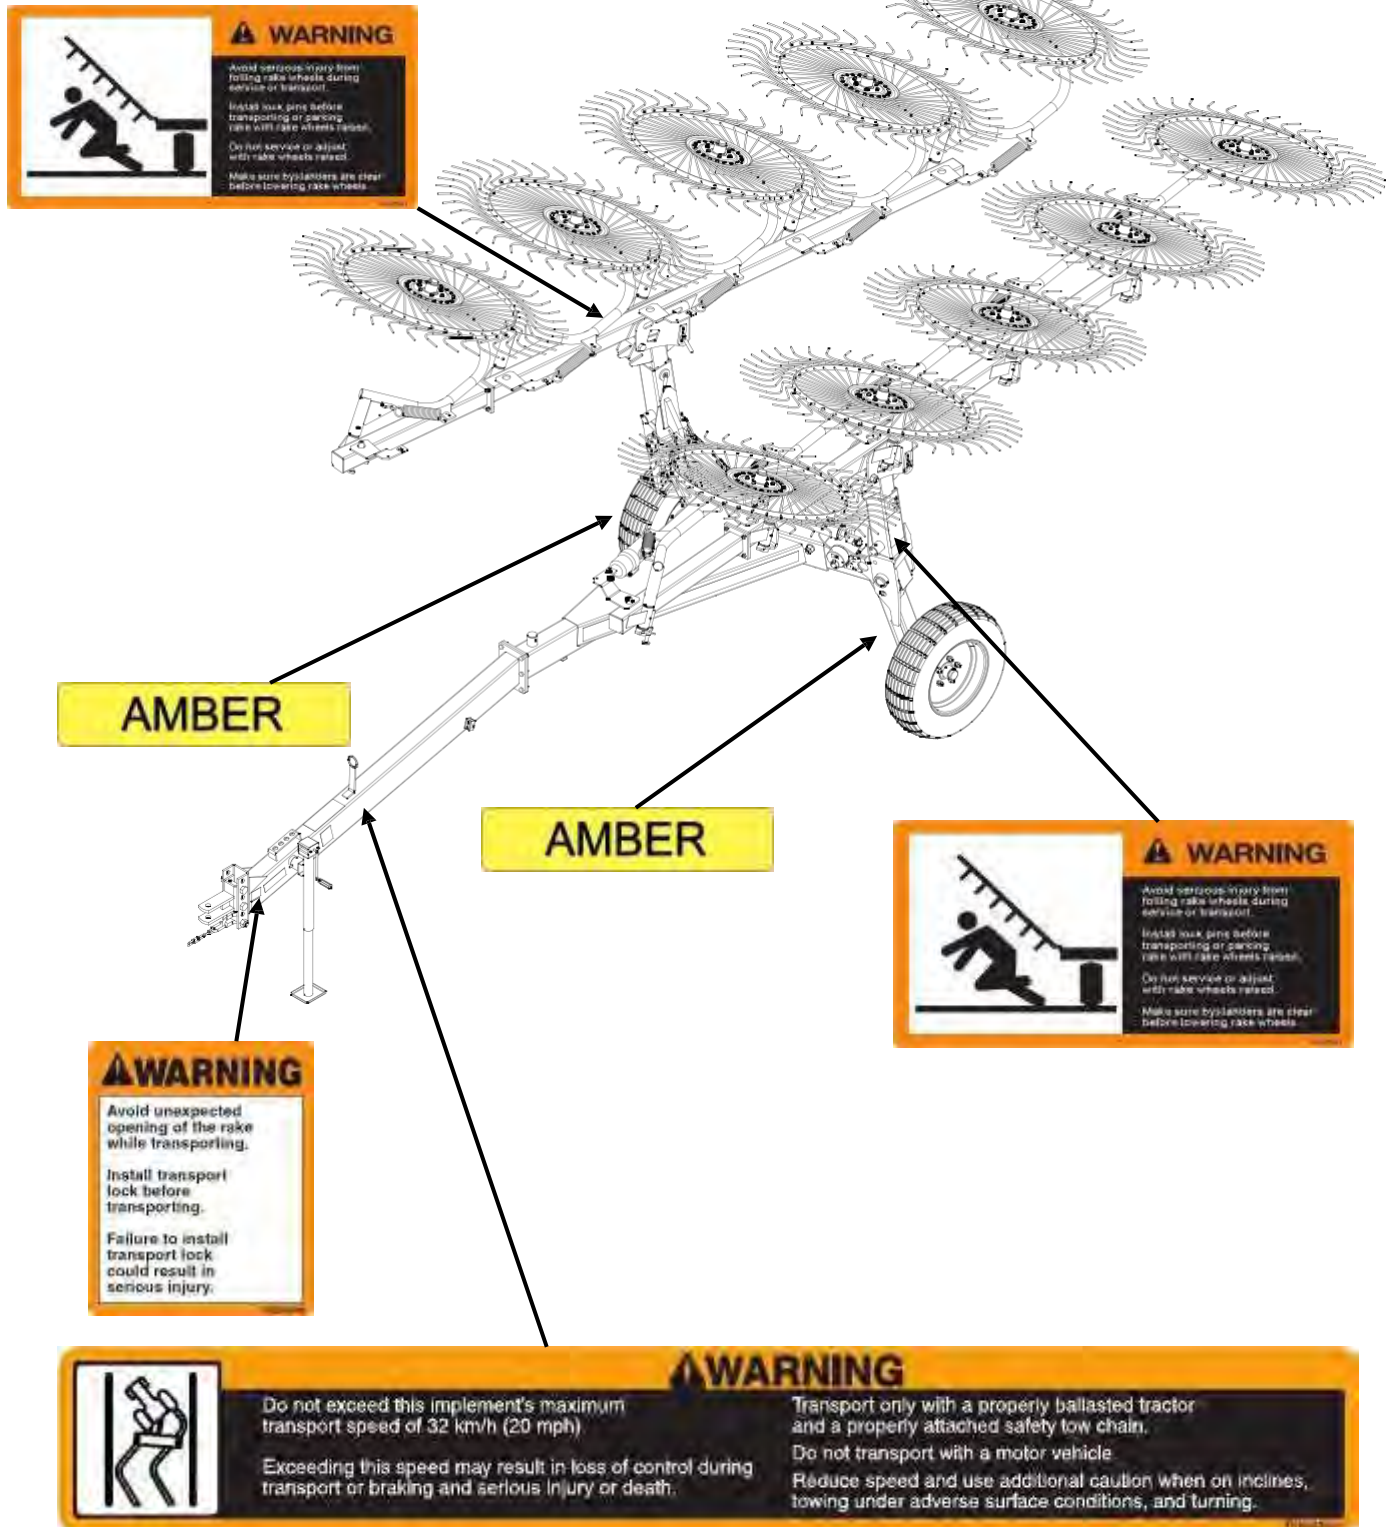 WARNING
Avoid serious injury from
falling rake wheels during
service or transport.
Install lock pins before
transporting or parking
rake with rake wheels raised.
Do not service or adjust
with rake wheels raised.
Make sure bystanders are clear
before lowering rake wheels.
AMBER
AMBER
WARNING
Avoid serious injury from
falling rake wheels during
service or transport.
Install lock pins before
transporting or parking
rake with rake wheels raised.
Do not service or adjust
with rake wheels raised.
Make sure bystanders are clear
before lowering rake wheels.
WARNING
Avoid unexpected
opening of the rake
while transporting.
Install transport
lock before
transporting.
Failure to install
transport lock
could result in
serious injury.
WARNING
Do not exceed this implement's maximum
transport speed of 32 km/h (20 mph)
Exceeding this speed may result in loss of control during
transport or braking and serious injury or death.
Transport only with a properly ballasted tractor
and a properly attached safety tow chain.
Do not transport with a motor vehicle
Reduce speed and use additional caution when on inclines,
towing under adverse surface conditions, and turning.